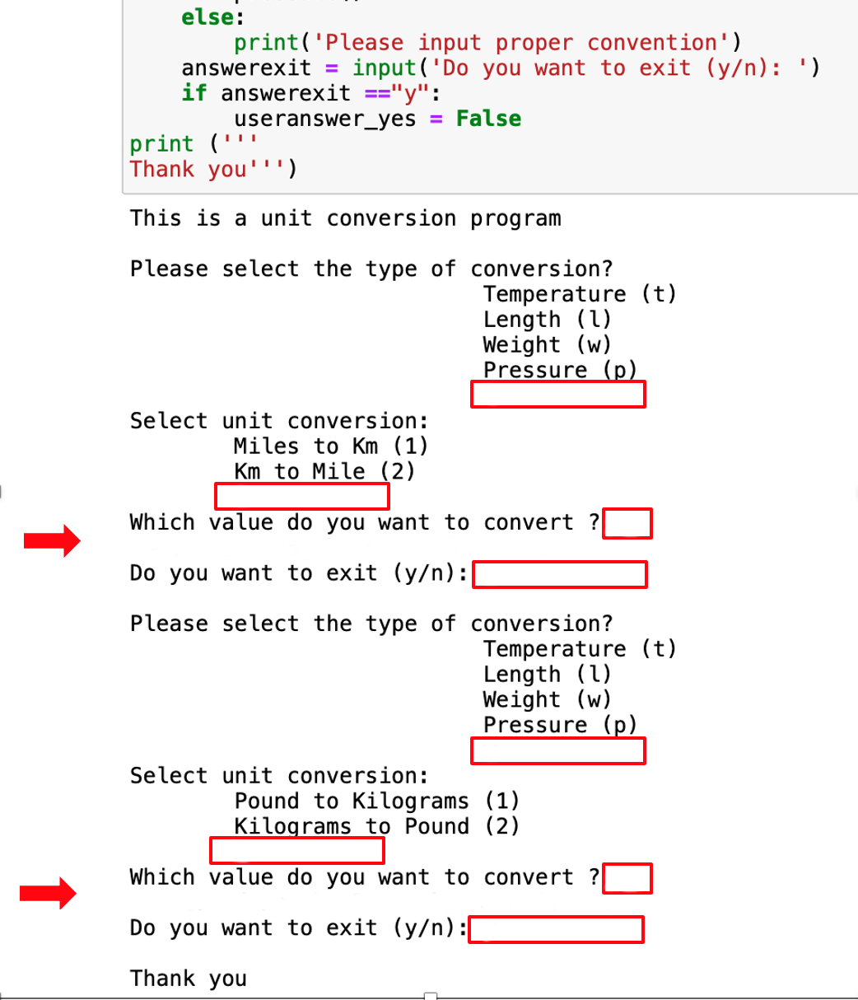 else:
print('Please input proper convention')
answerexit = input('Do you want to exit (y/n): ')
if answerexit =="y":
useranswer_yes = False
print ('''
Thank you''')
This is a unit conversion program
Please select the type of conversion?
Temperature (t)
Length (l)
Weight (w)
Pressure (p)
Select unit conversion:
Miles to Km (1)
Km to Mile (2)
Which value do you want to convert ?
Do you want to exit (y/n):
Please select the type of conversion?
Temperature (t)
Length (l)
Weight (w)
Pressure (p)
Select unit conversion:
Pound to Kilograms (1)
Kilograms to Pound (2)
Which value do you want to convert ?
Do you want to exit (y/n):
Thank you